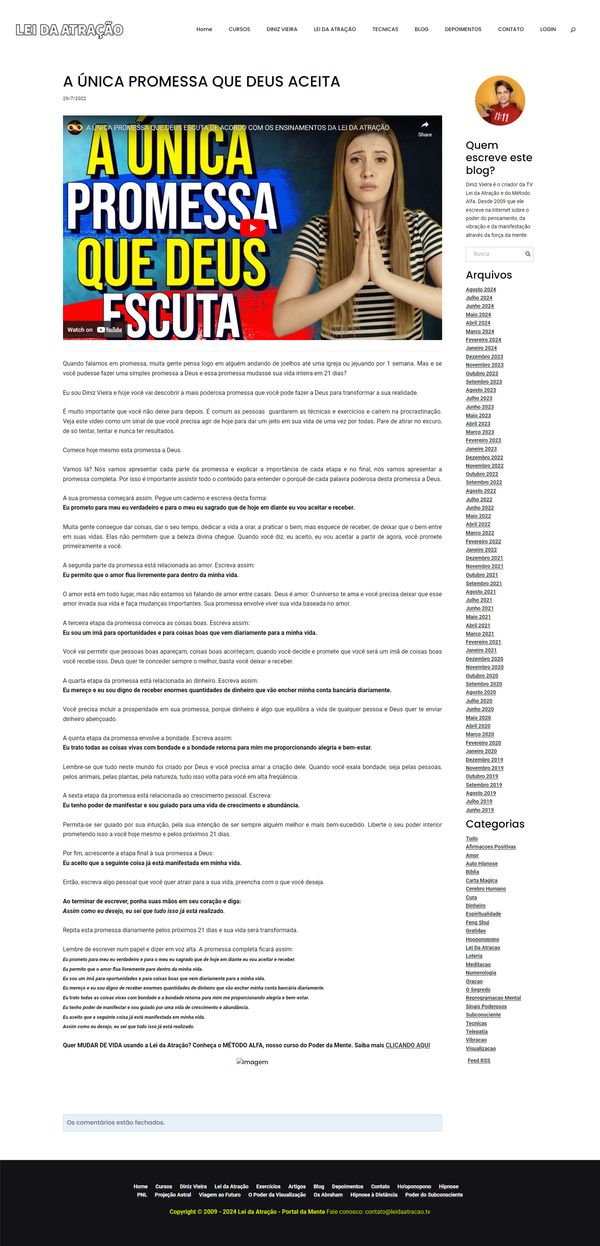 LEI DA ATRAÇÃO
Home CURSOS DINIZ VIEIRA LEI DA ATRAÇÃO TECNICAS BLOG DEPOIMENTOS CONTATO LOGIN
A ÚNICA PROMESSA QUE DEUS ACEITA
29/7/2022
A ÚNICA PROMESSA QUE DEUS ESCUTA DE ACORDO COM OS ENSINAMENTOS DA LEI DA ATRAÇÃO
Share
A ÚNICA
PROMESSA
QUE DEUS
ESCUTA
Watch on YouTube
Quando falamos em promessa, muita gente pensa logo em alguém andando de joelhos até uma igreja ou jejuando por 1 semana. Mas e se
você pudesse fazer uma simples promessa a Deus e essa promessa mudasse sua vida inteira em 21 dias?
Eu sou Diniz Vieira e hoje você vai descobrir a mais poderosa promessa que você pode fazer a Deus para transformar a sua realidade.
É muito importante que você não deixe para depois. É comum as pessoas guardarem as técnicas e exercícios e caírem na procrastinação.
Veja este vídeo como um sinal de que você precisa agir de hoje para dar um jeito em sua vida de uma vez por todas. Pare de atirar no escuro,
de só tentar, tentar e nunca ter resultados.
Comece hoje mesmo esta promessa a Deus.
Vamos lá? Nós vamos apresentar cada parte da promessa e explicar a importância de cada etapa e no final, nós vamos apresentar a
promessa completa. Por isso é importante assistir todo o conteúdo para entender o porquê de cada palavra poderosa desta promessa a Deus.
A sua promessa começará assim. Pegue um caderno e escreva desta forma:
Eu prometo para meu eu verdadeiro e para o meu eu sagrado que de hoje em diante eu vou aceitar e receber.
Muita gente consegue dar coisas, dar o seu tempo, dedicar a vida a orar, a praticar o bem, mas esquece de receber, de deixar que o bem entre
em suas vidas. Elas não permitem que a beleza divina chegue. Quando você diz, eu aceito, eu vou aceitar a partir de agora, você promete
primeiramente a você.
A segunda parte da promessa está relacionada ao amor. Escreva assim:
Eu permito que o amor flua livremente para dentro da minha vida.
O amor está em todo lugar, mas não estamos só falando de amor entre casais. Deus é amor. O universo te ama e você precisa deixar que esse
amor invada sua vida e faça mudanças importantes. Sua promessa envolve viver sua vida baseada no amor.
A terceira etapa da promessa convoca as coisas boas. Escreva assim:
Eu sou um imã para oportunidades e para coisas boas que vem diariamente para a minha vida.
Você vai permitir que pessoas boas apareçam, coisas boas aconteçam, quando você decide e promete que você será um imã de coisas boas
você recebe isso. Deus quer te conceder sempre o melhor, basta você deixar e receber.
A quarta etapa da promessa está relacionada ao dinheiro. Escreva assim:
Eu mereço e eu sou digno de receber enormes quantidades de dinheiro que vão encher minha conta bancária diariamente.
Você precisa incluir a prosperidade em sua promessa, porque dinheiro é algo que equilibra a vida de qualquer pessoa e Deus quer te enviar
dinheiro abençoado.
A quinta etapa da promessa envolve a bondade. Escreva assim:
Eu trato todas as coisas vivas com bondade e a bondade retorna para mim me proporcionando alegria e bem-estar.
Lembre-se que tudo neste mundo foi criado por Deus e você precisa amar a criação dele. Quando você exala bondade, seja pelas pessoas,
pelos animais, pelas plantas, pela natureza, tudo isso volta para você em alta freqüência.
A sexta etapa da promessa está relacionada ao crescimento pessoal. Escreva:
Eu tenho poder de manifestar e sou guiado para uma vida de crescimento e abundância.
Permita-se ser guiado por sua intuição, pela sua intenção de ser sempre alguém melhor e mais bem-sucedido. Liberte o seu poder interior
prometendo isso a você hoje mesmo e pelos próximos 21 dias.
Por fim, acrescente a etapa final à sua promessa a Deus:
Eu aceito que a seguinte coisa já está manifestada em minha vida.
Então, escreva algo pessoal que você quer atrair para a sua vida, preencha com o que você deseja.
Ao terminar de escrever, ponha suas mãos em seu coração e diga:
Assim como eu desejo, eu sei que tudo isso já está realizado.
Repita esta promessa diariamente pelos próximos 21 dias e sua vida será transformada.
Lembre de escrever num papel e dizer em voz alta. A promessa completa ficará assim:
Eu prometo para meu eu verdadeiro e para o meu eu sagrado que de hoje em diante eu vou aceitar e receber.
Eu permito que o amor flua livremente para dentro da minha vida.
Eu sou um imã para oportunidades e para coisas boas que vem diariamente para a minha vida.
Eu mereço e eu sou digno de receber enormes quantidades de dinheiro que vão encher minha conta bancária diariamente.
Eu trato todas as coisas vivas com bondade e a bondade retorna para mim me proporcionando alegria e bem-estar.
Eu tenho poder de manifestar e sou guiado para uma vida de crescimento e abundância.
Eu aceito que a seguinte coisa já está manifestada em minha vida.
Assim como eu desejo, eu sei que tudo isso já está realizado.
Quer MUDAR DE VIDA usando a Lei da Atração? Conheça o MÉTODO ALFA, nosso curso do Poder da Mente. Saiba mais CLICANDO AQUI
Imagem
Os comentários estão fechados.
11:11
Quem
escreve este
blog?
Diniz Vieira é o criador da TV
Lei da Atração e do Método
Alfa. Desde 2009 que ele
escreve na Internet sobre o
poder do pensamento, da
vibração e da manifestação
através da força da mente.
Busca
Arquivos
Agosto 2024
Julho 2024
Junho 2024
Maio 2024
Abril 2024
Março 2024
Fevereiro 2024
Janeiro 2024
Dezembro 2023
Novembro 2023
Outubro 2023
Setembro 2023
Agosto 2023
Julho 2023
Junho 2023
Maio 2023
Abril 2023
Março 2023
Fevereiro 2023
Janeiro 2023
Dezembro 2022
Novembro 2022
Outubro 2022
Setembro 2022
Agosto 2022
Julho 2022
Junho 2022
Maio 2022
Abril 2022
Março 2022
Fevereiro 2022
Janeiro 2022
Dezembro 2021
Novembro 2021
Outubro 2021
Setembro 2021
Agosto 2021
Julho 2021
Junho 2021
Maio 2021
Abril 2021
Março 2021
Fevereiro 2021
Janeiro 2021
Dezembro 2020
Novembro 2020
Outubro 2020
Setembro 2020
Agosto 2020
Julho 2020
Junho 2020
Maio 2020
Abril 2020
Março 2020
Fevereiro 2020
Janeiro 2020
Dezembro 2019
Novembro 2019
Outubro 2019
Setembro 2019
Agosto 2019
Julho 2019
Junho 2019
Categorias
Tudo
Afirmacoes Positivas
Amor
Auto Hipnose
Biblia
Carta Magica
Cerebro Humano
Cura
Dinheiro
Espiritualidade
Feng Shui
Gratidao
Hooponopono
Lei Da Atracao
Loteria
Meditacao
Numerologia
Oracao
O Segredo
Reprogramacao Mental
Sinais Poderosos
Subconsciente
Tecnicas
Telepatia
Vibracao
Visualizacao
Feed RSS
Home Cursos Diniz Vieira Lei da Atração Exercícios Artigos Blog Depoimentos Contato Ho'oponopono Hipnose
PNL Projeção Astral Viagem ao Futuro O Poder da Visualização Os Abraham Hipnose à Distância Poder do Subconsciente
Copyright © 2009 - 2024 Lei da Atração - Portal da Mente Fale conosco: contato@leidaatracao.tv